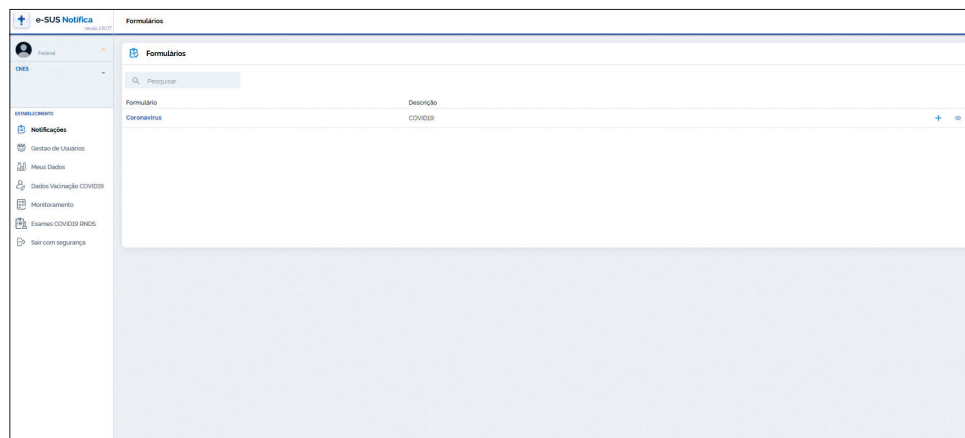 e-SUS Notifica
Formulários
Federal
CNES
Formulários
Pesquisar
Formulário Descrição
Coronavírus COVID19
ESTABELECIMENTO
Notificações
Gestao de Usuários
Meus Dados
Dados Vacinação COVID19
Monitoramento
Exames COVID19 RNDS
Sair com segurança